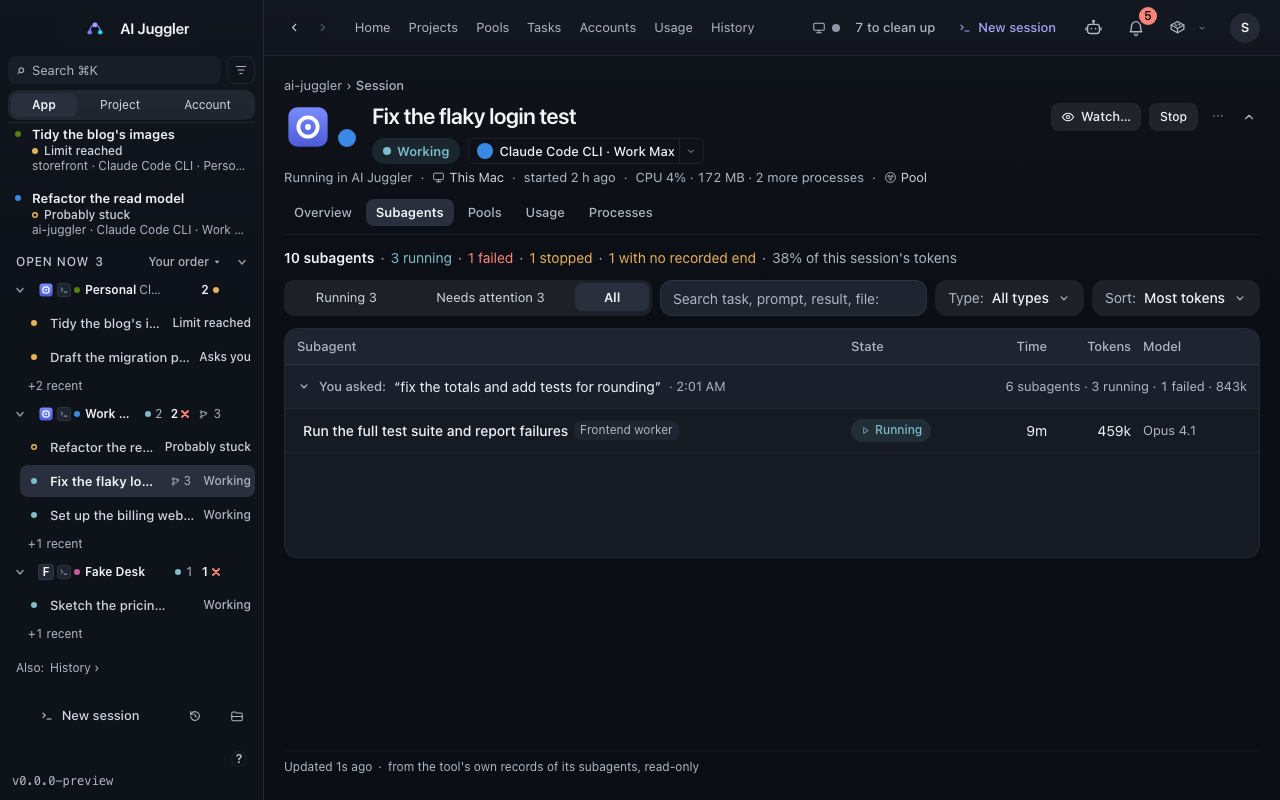 AI Juggler
Search ⌘K
App Project Account
Tidy the blog's images
Limit reached
storefront · Claude Code CLI · Perso...
Refactor the read model
Probably stuck
ai-juggler · Claude Code CLI · Work ...
OPEN NOW 3 Your order
Personal Cl... 2
Tidy the blog's i... Limit reached
Draft the migration p... Asks you
+2 recent
Work ... 2 2 3
Refactor the re... Probably stuck
Fix the flaky lo... 3 Working
Set up the billing web... Working
+1 recent
F Fake Desk 1 1
Sketch the pricin... Working
+1 recent
Also: History ›
New session
?
v0.0.0-preview
Home Projects Pools Tasks Accounts Usage History 7 to clean up New session 5 S
ai-juggler › Session
Fix the flaky login test
Watch... Stop ...
Working Claude Code CLI · Work Max
Running in AI Juggler · This Mac · started 2 h ago · CPU 4% · 172 MB · 2 more processes · Pool
Overview Subagents Pools Usage Processes
10 subagents · 3 running · 1 failed · 1 stopped · 1 with no recorded end · 38% of this session's tokens
Running 3 Needs attention 3 All Search task, prompt, result, file: Type: All types Sort: Most tokens
Subagent State Time Tokens Model
You asked: “fix the totals and add tests for rounding” · 2:01 AM 6 subagents · 3 running · 1 failed · 843k
Run the full test suite and report failures Frontend worker Running 9m 459k Opus 4.1
Updated 1s ago · from the tool's own records of its subagents, read-only